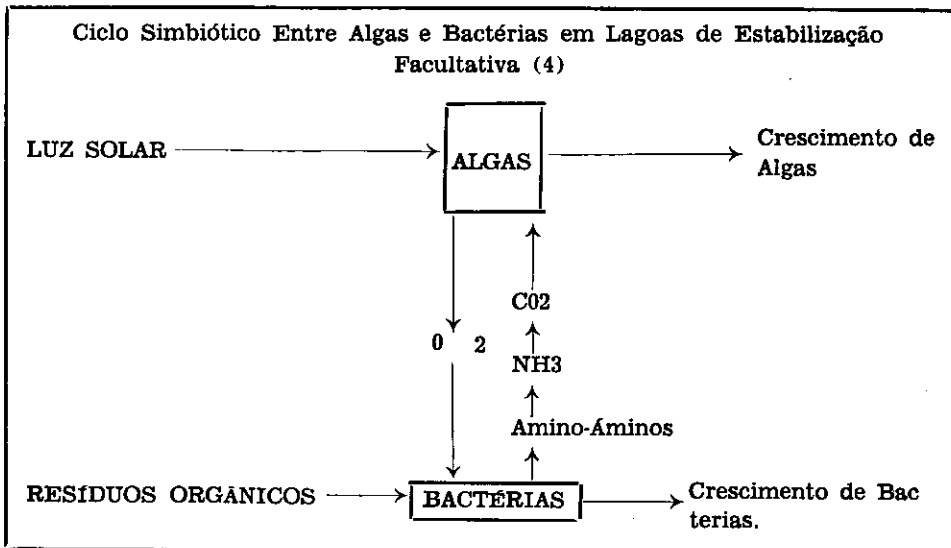 Ciclo Simbiótico Entre Algas e Bactérias em Lagoas de Estabilização
Facultativa (4)
LUZ SOLAR
ALGAS
Crescimento de
Algas
C02
0 2
NH3
Amino-Áminos
RESÍDUOS ORGÂNICOS
BACTÉRIAS
Crescimento de Bac
terias.